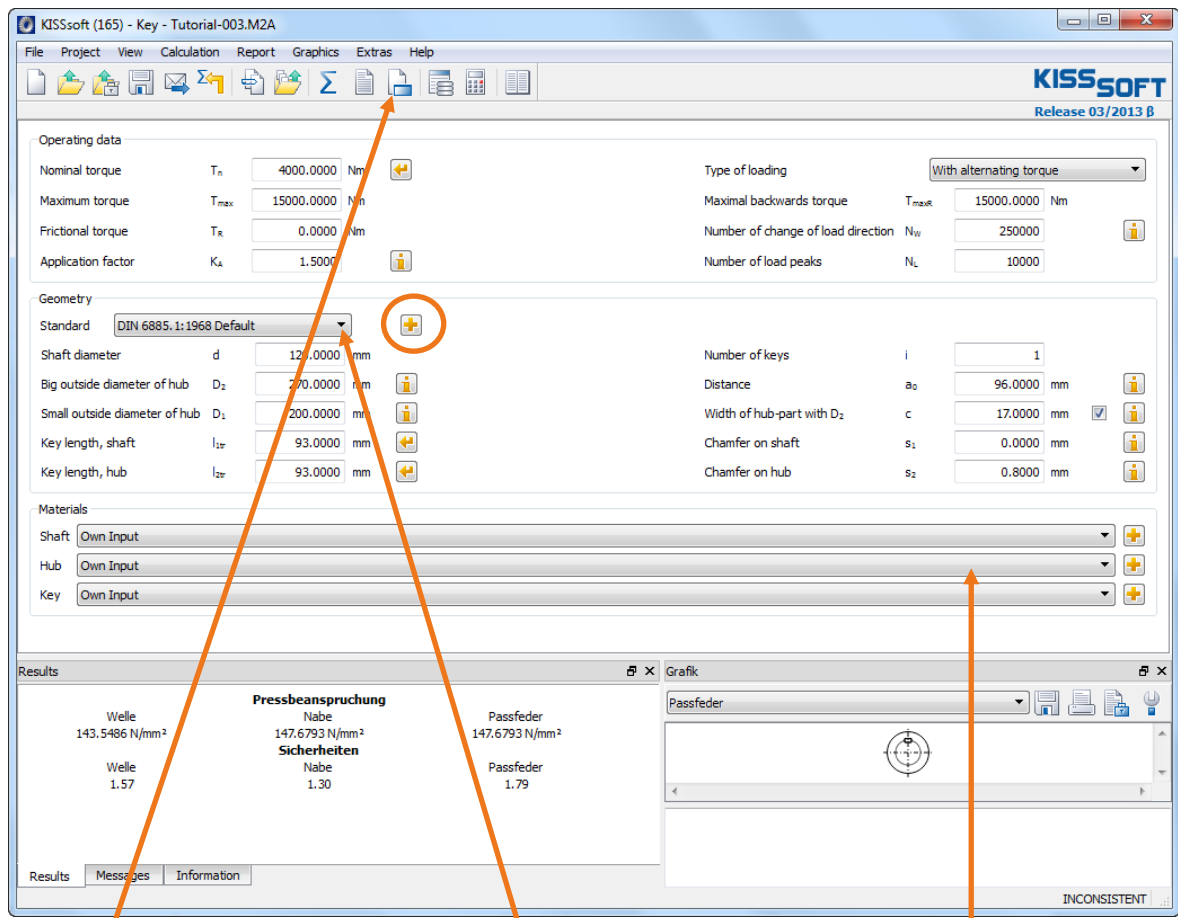 KISSsoft (165) - Key - Tutorial-003.M2A
File Project View Calculation Report Graphics Extras Help
KISSSOFT
Release 03/2013 β
Operating data
Nominal torque Tn 4000.0000 Nm Type of loading With alternating torque
Maximum torque Tmax 15000.0000 Nm Maximal backwards torque TmaxR 15000.0000 Nm
Frictional torque TR 0.0000 Nm Number of change of load direction NW 250000
Application factor KA 1.5000 Number of load peaks NL 10000
Geometry
Standard DIN 6885.1:1968 Default
Shaft diameter d mm Number of keys i 1
Big outside diameter of hub D2 270.0000 mm Distance a0 96.0000 mm
Small outside diameter of hub D1 200.0000 mm Width of hub-part with D2 c 17.0000 mm
Key length, shaft l1tr 93.0000 mm Chamfer on shaft s1 0.0000 mm
Key length, hub l2tr 93.0000 mm Chamfer on hub s2 0.8000 mm
Materials
Shaft Own Input
Hub Own Input
Key Own Input
Results Grafik
Pressbeanspruchung
Welle Nabe Passfeder
143.5486 N/mm² 147.6793 N/mm² 147.6793 N/mm²
Sicherheiten
Welle Nabe Passfeder
1.57 1.30 1.79
Passfeder
Results Messages Information
INCONSISTENT